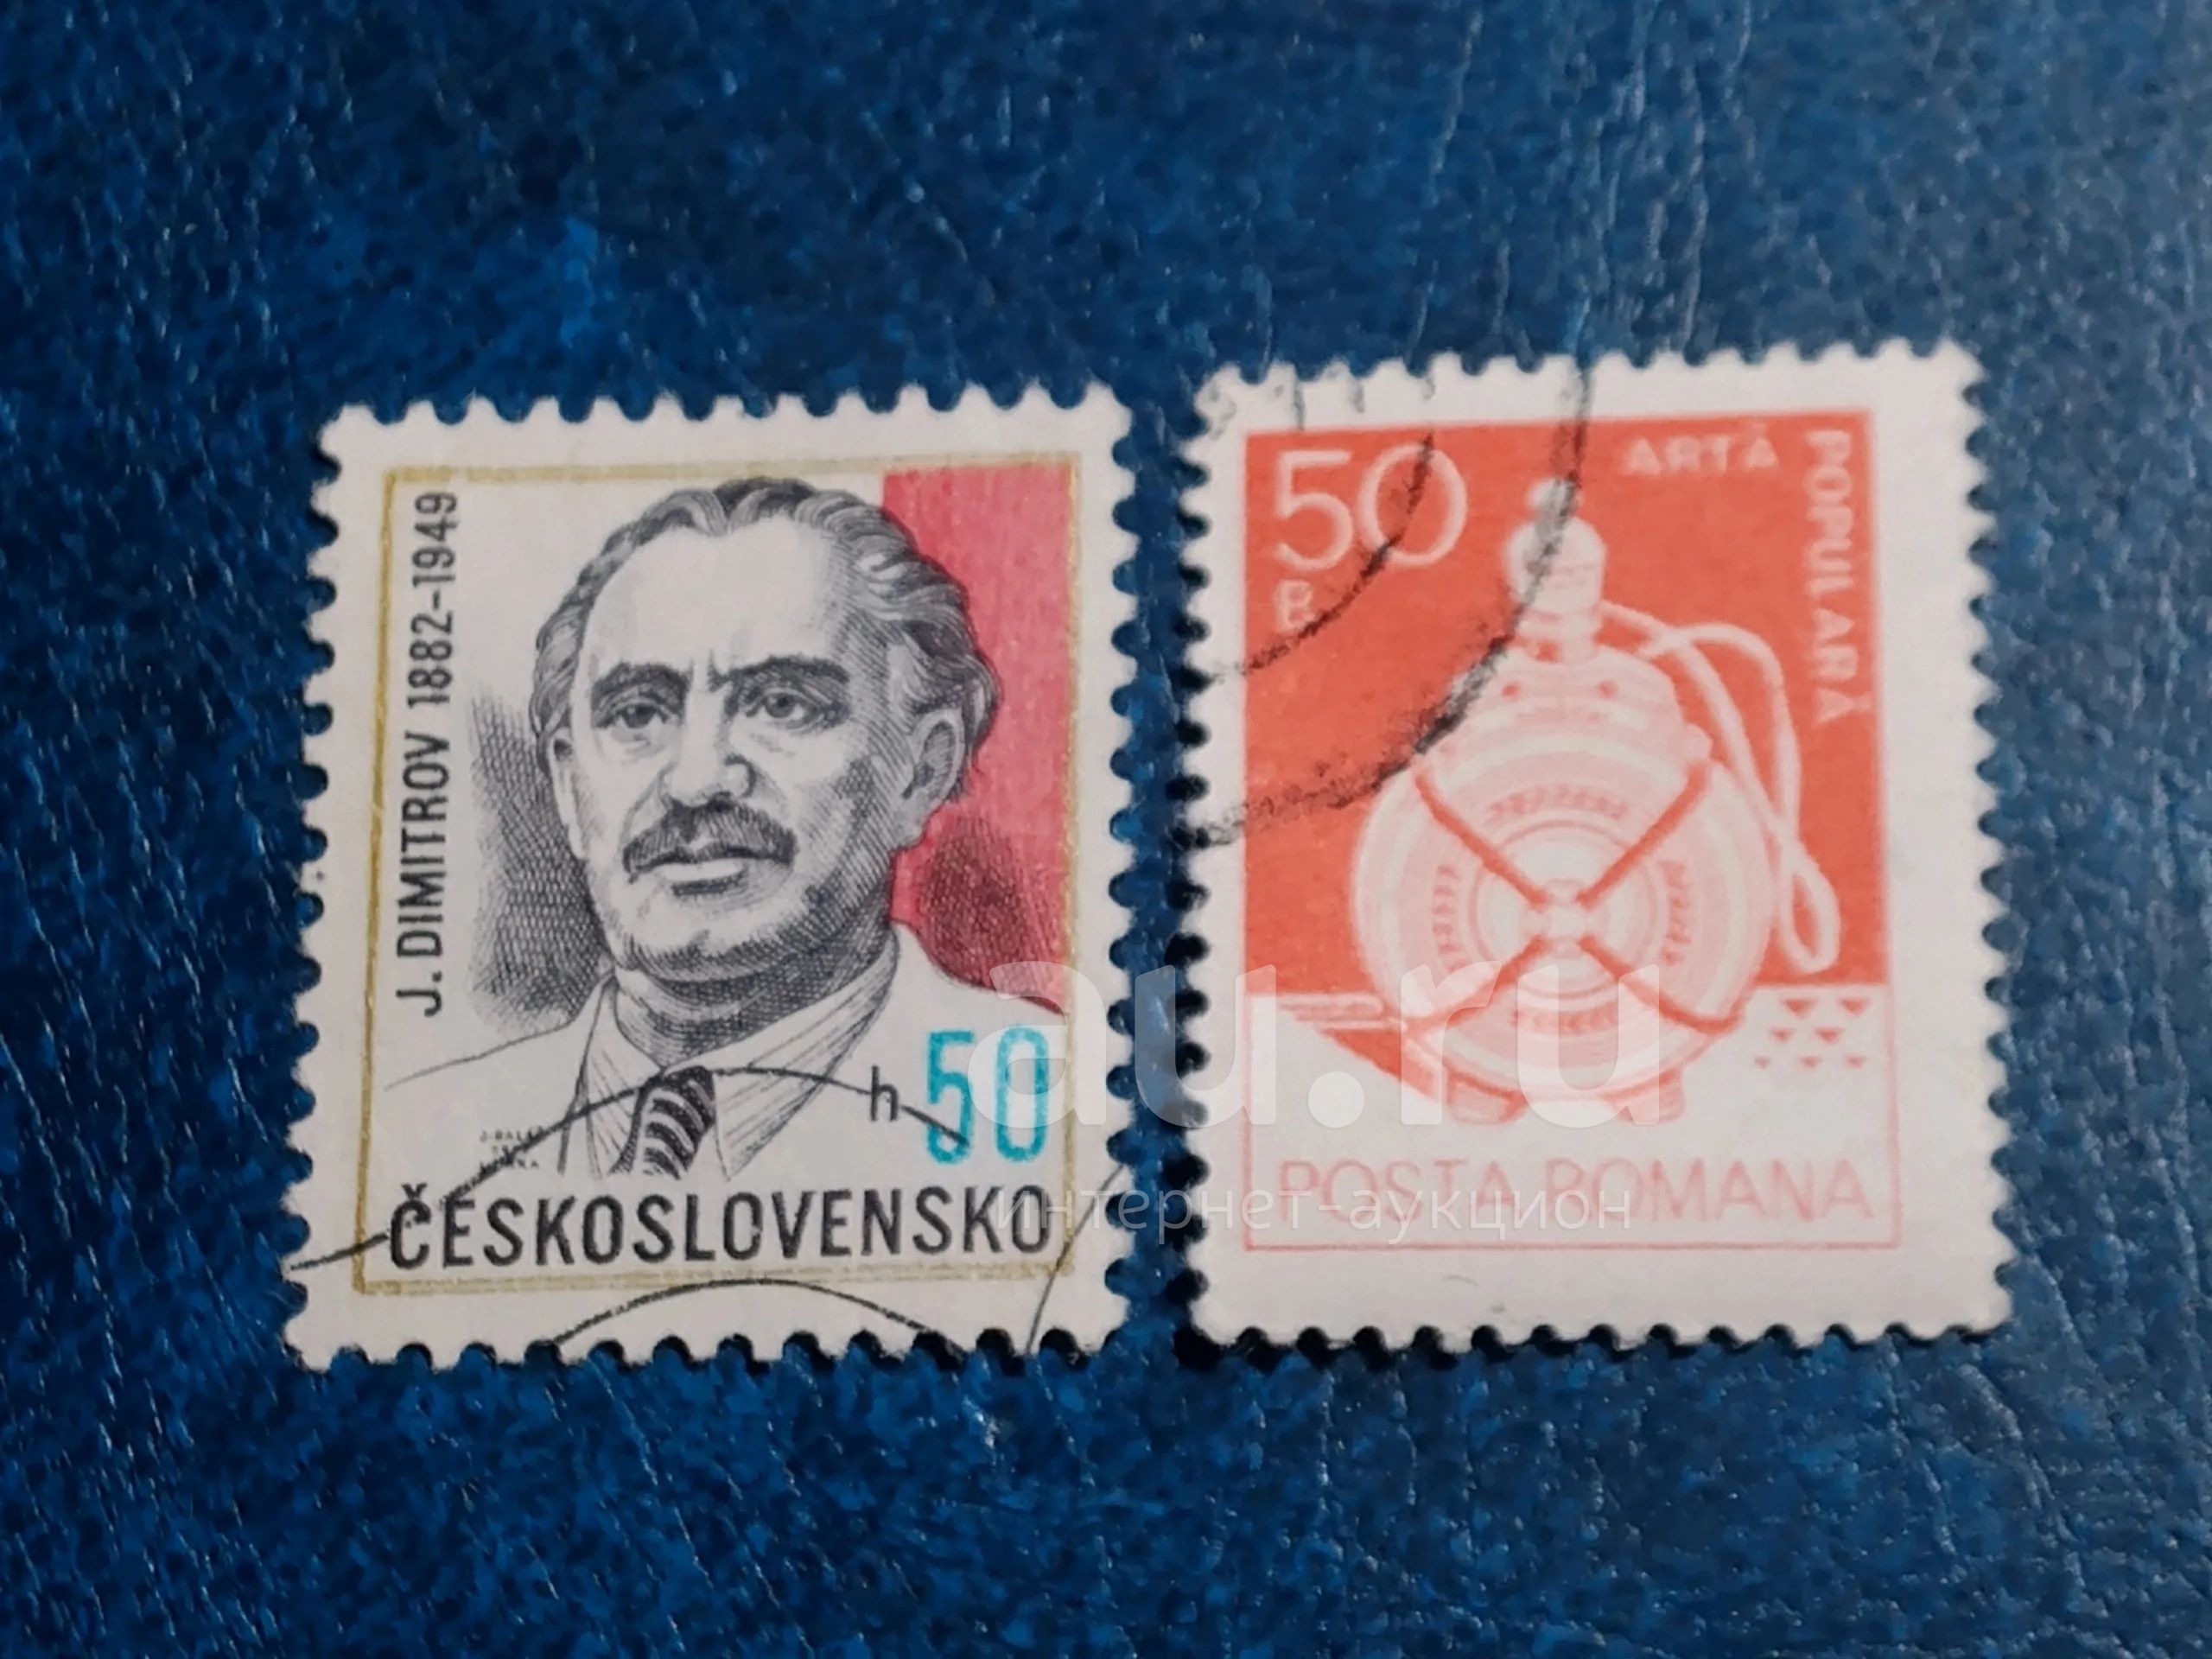 J. DIMITROV 1882-1949
h 50
ČESKOSLOVENSKO
50
B
ARTĂ
POPULARĂ
POSTA ROMANA
au.ru
интернет-аукцион